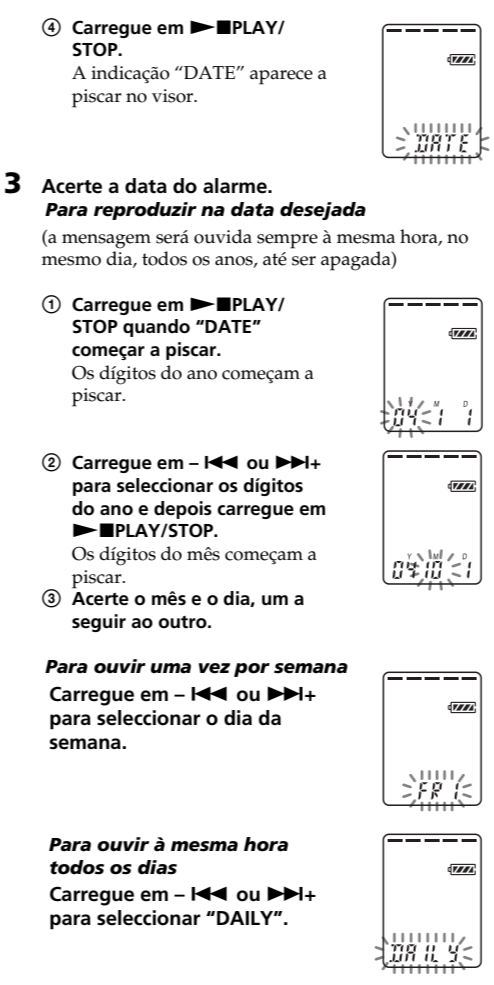 ④ Carregue em ►■PLAY/
STOP.
A indicação “DATE” aparece a
piscar no visor.
DATE
3 Acerte a data do alarme.
Para reproduzir na data desejada
(a mensagem será ouvida sempre à mesma hora, no
mesmo dia, todos os anos, até ser apagada)
① Carregue em ►■PLAY/
STOP quando “DATE”
começar a piscar.
Os dígitos do ano começam a
piscar.
Y M D
04 1 1
② Carregue em – |◄◄ ou ►►|+
para seleccionar os dígitos
do ano e depois carregue em
►■PLAY/STOP.
Os dígitos do mês começam a
piscar.
Y M D
04 10 1
③ Acerte o mês e o dia, um a
seguir ao outro.
Para ouvir uma vez por semana
Carregue em – |◄◄ ou ►►|+
para seleccionar o dia da
semana.
FRI
Para ouvir à mesma hora
todos os dias
Carregue em – |◄◄ ou ►►|+
para seleccionar “DAILY”.
DAILY